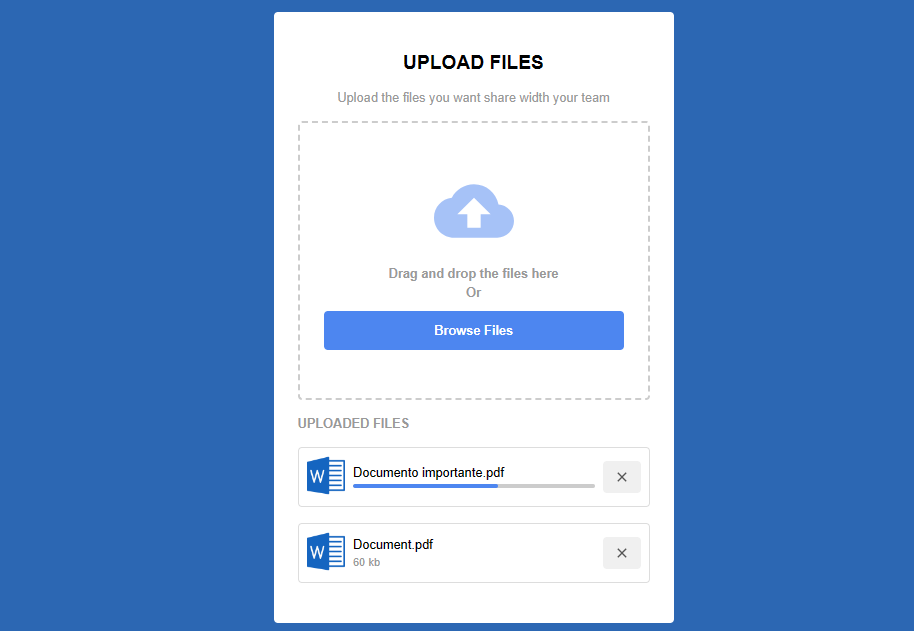 UPLOAD FILES
Upload the files you want share width your team
Drag and drop the files here
Or
Browse Files
UPLOADED FILES
W
Documento importante.pdf
W
Document.pdf
60 kb